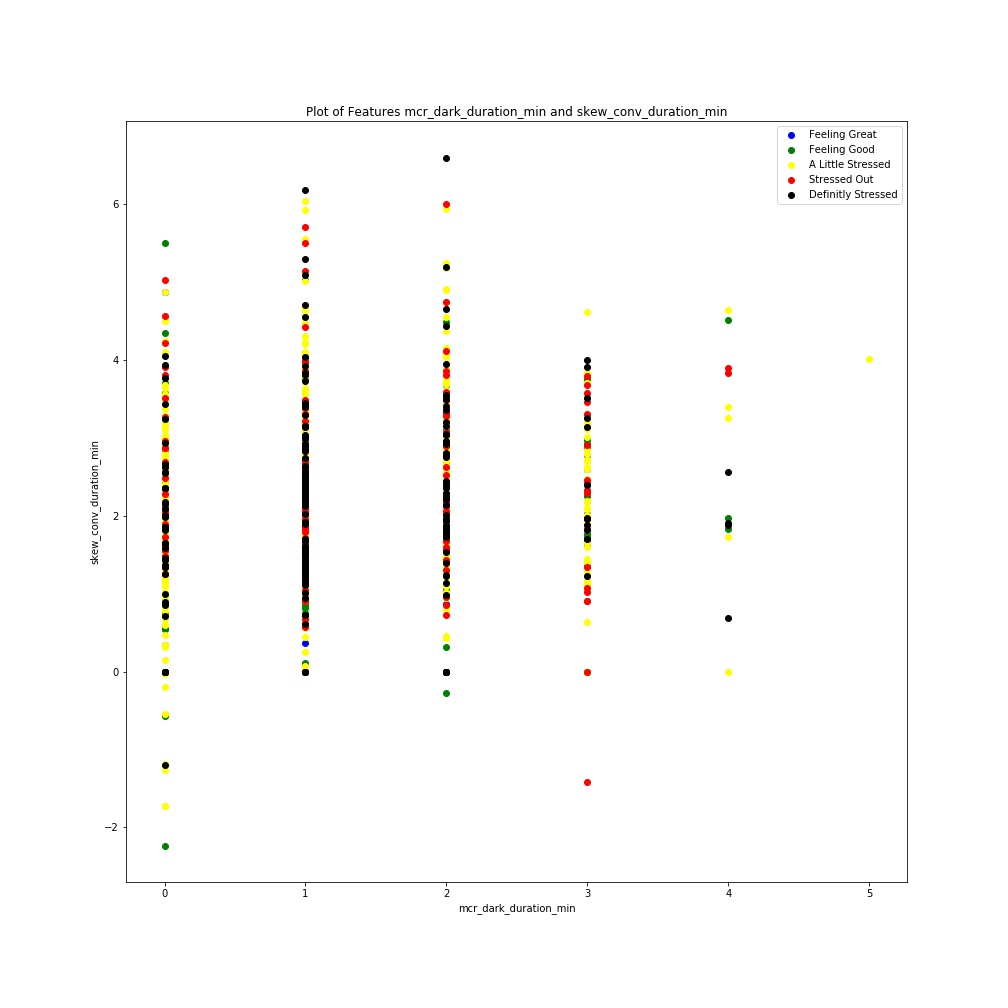 Plot of Features mcr_dark_duration_min and skew_conv_duration_min
Feeling Great
Feeling Good
A Little Stressed
Stressed Out
Definitly Stressed
skew_conv_duration_min
6
4
2
0
−2
0 1 2 3 4 5
mcr_dark_duration_min